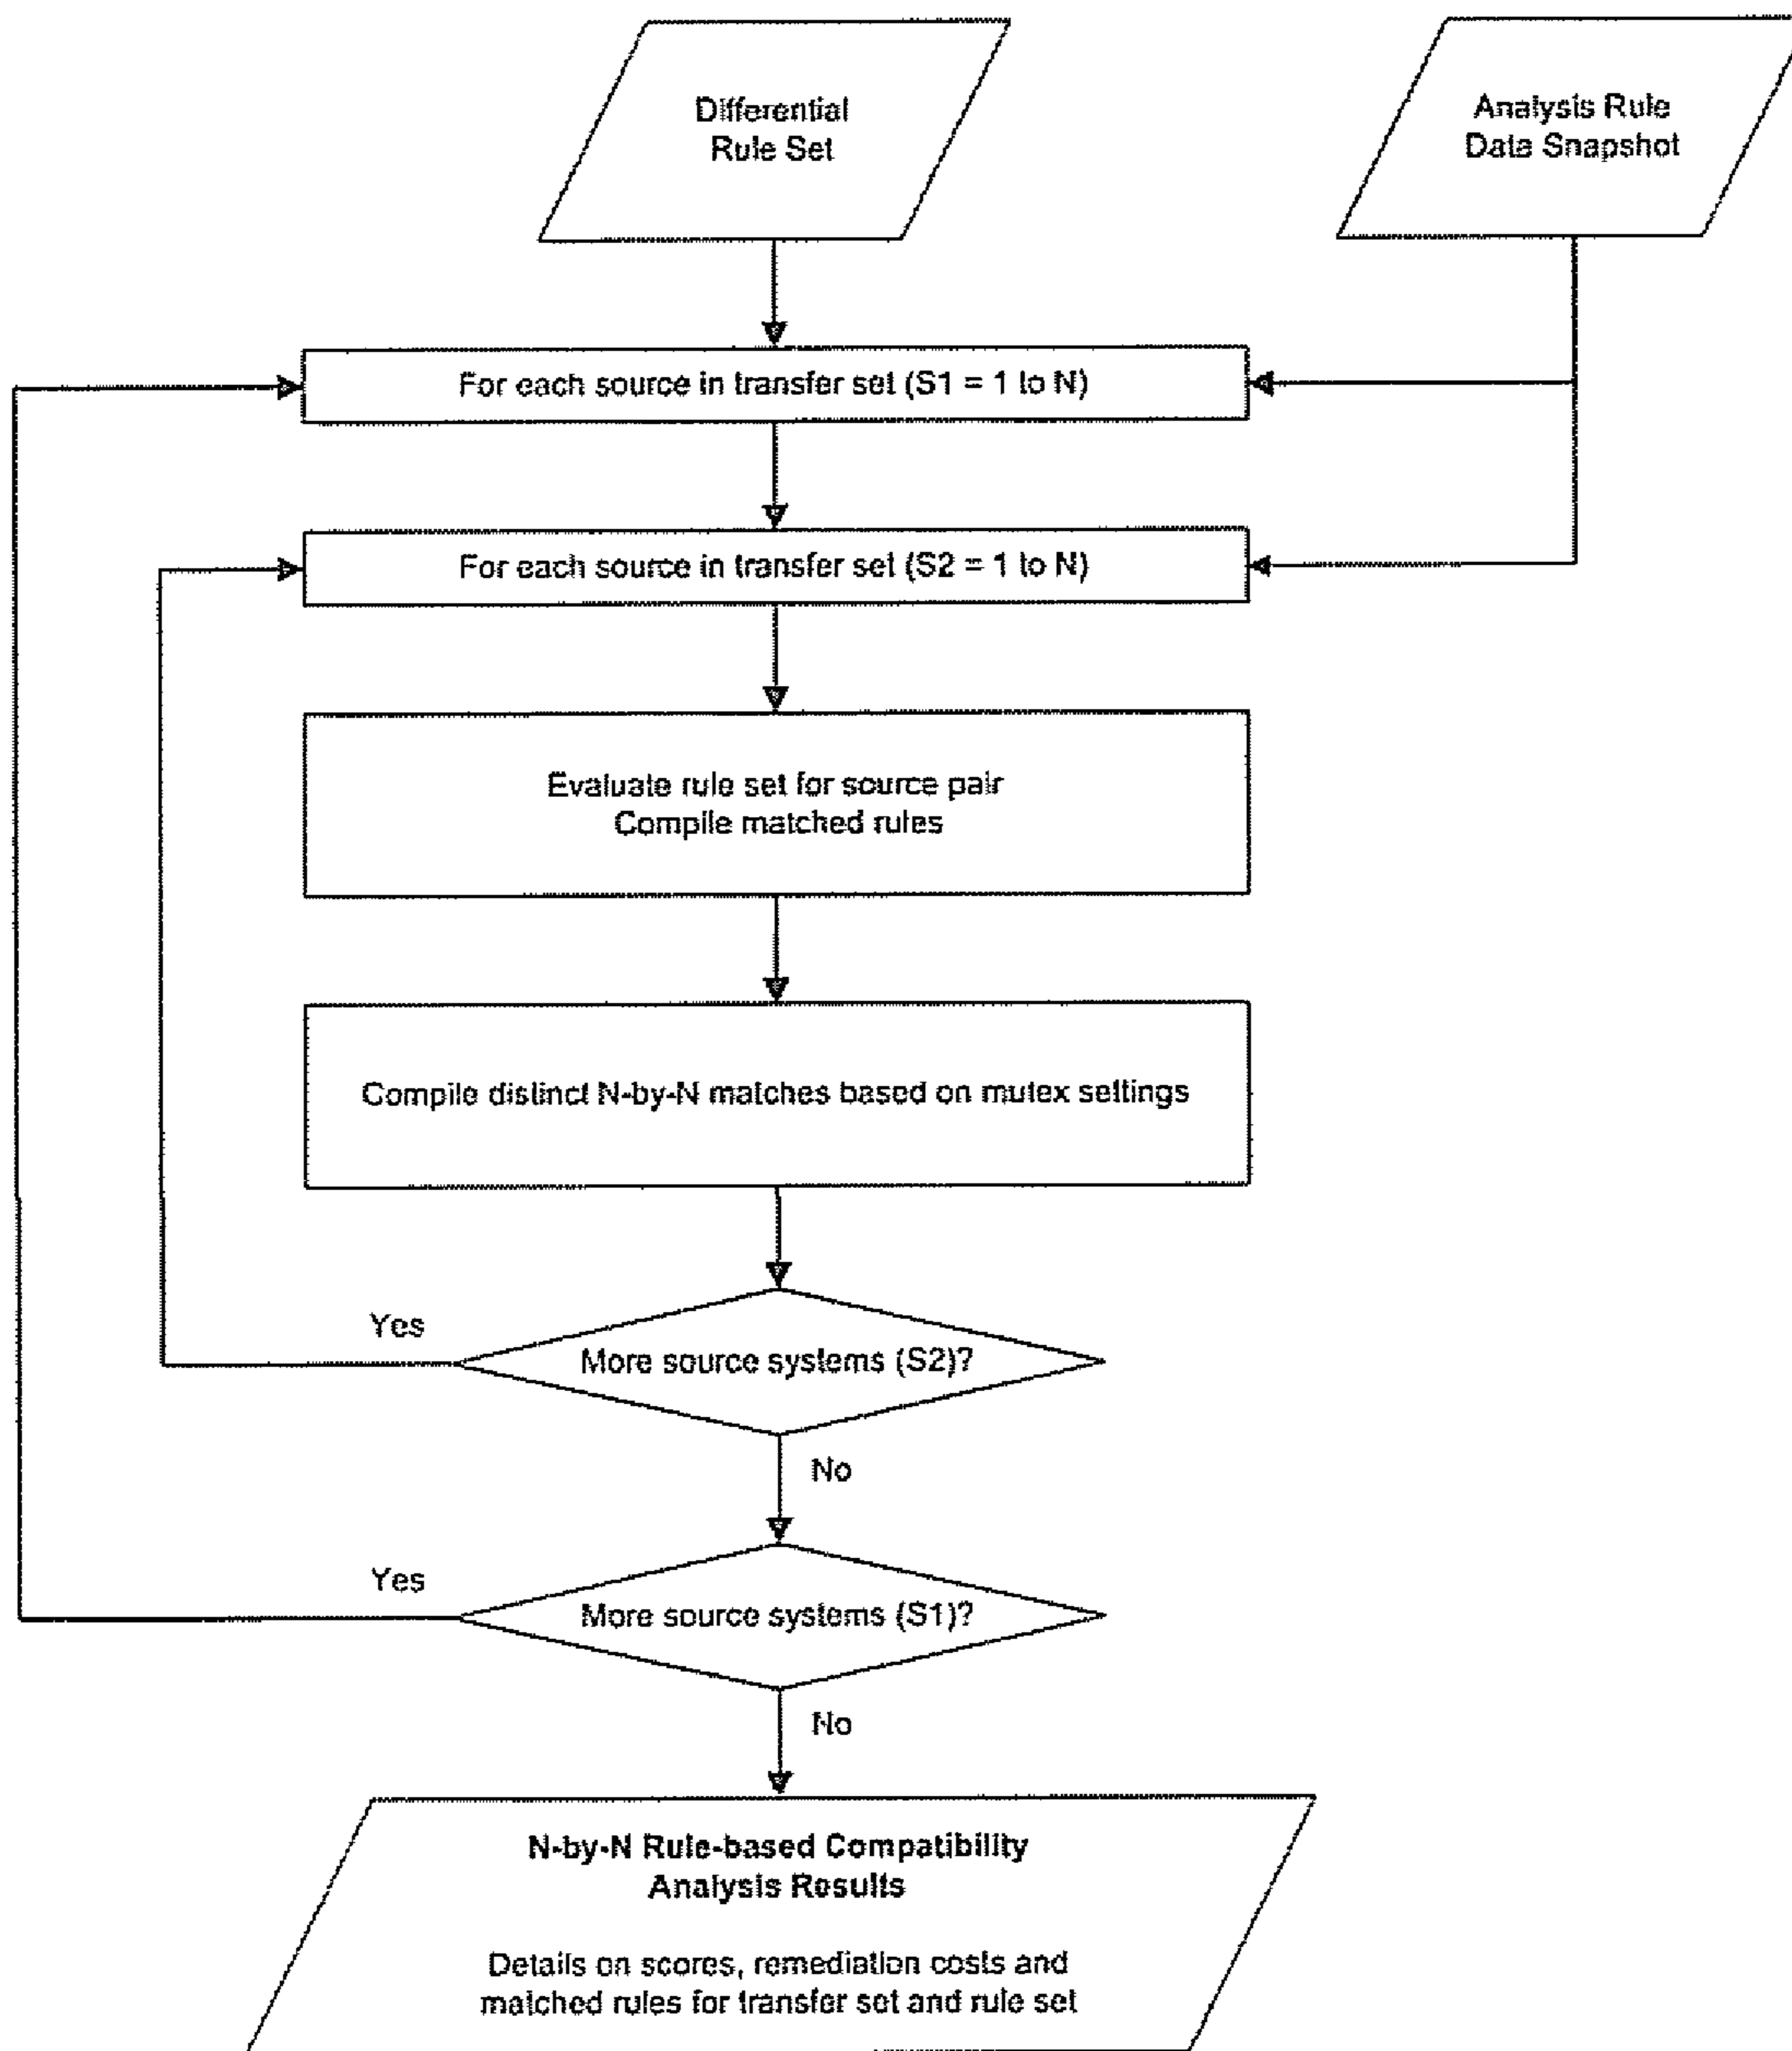 Differential
Rule Set
Analysis Rule
Data Snapshot
For each source in transfer set (S1 = 1 to N)
For each source in transfer set (S2 = 1 to N)
Evaluate rule set for source pair
Compile matched rules
Compile distinct N-by-N matches based on mutex settings
Yes
More source systems (S2)?
No
Yes
More source systems (S1)?
No
N-by-N Rule-based Compatibility
Analysis Results
Details on scores, remediation costs and
matched rules for transfer set and rule set